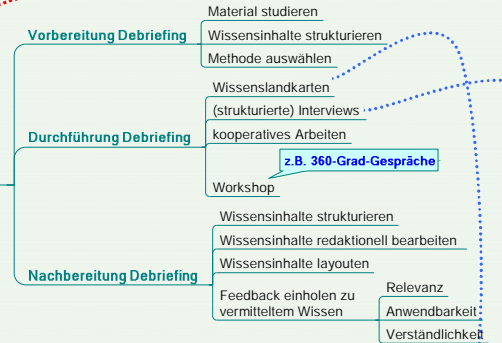 Vorbereitung Debriefing
Material studieren
Wissensinhalte strukturieren
Methode auswählen
Durchführung Debriefing
Wissenslandkarten
(strukturierte) Interviews
kooperatives Arbeiten
z.B. 360-Grad-Gespräche
Workshop
Nachbereitung Debriefing
Wissensinhalte strukturieren
Wissensinhalte redaktionell bearbeiten
Wissensinhalte layouten
Feedback einholen zu
vermitteltem Wissen
Relevanz
Anwendbarkeit
Verständlichkeit